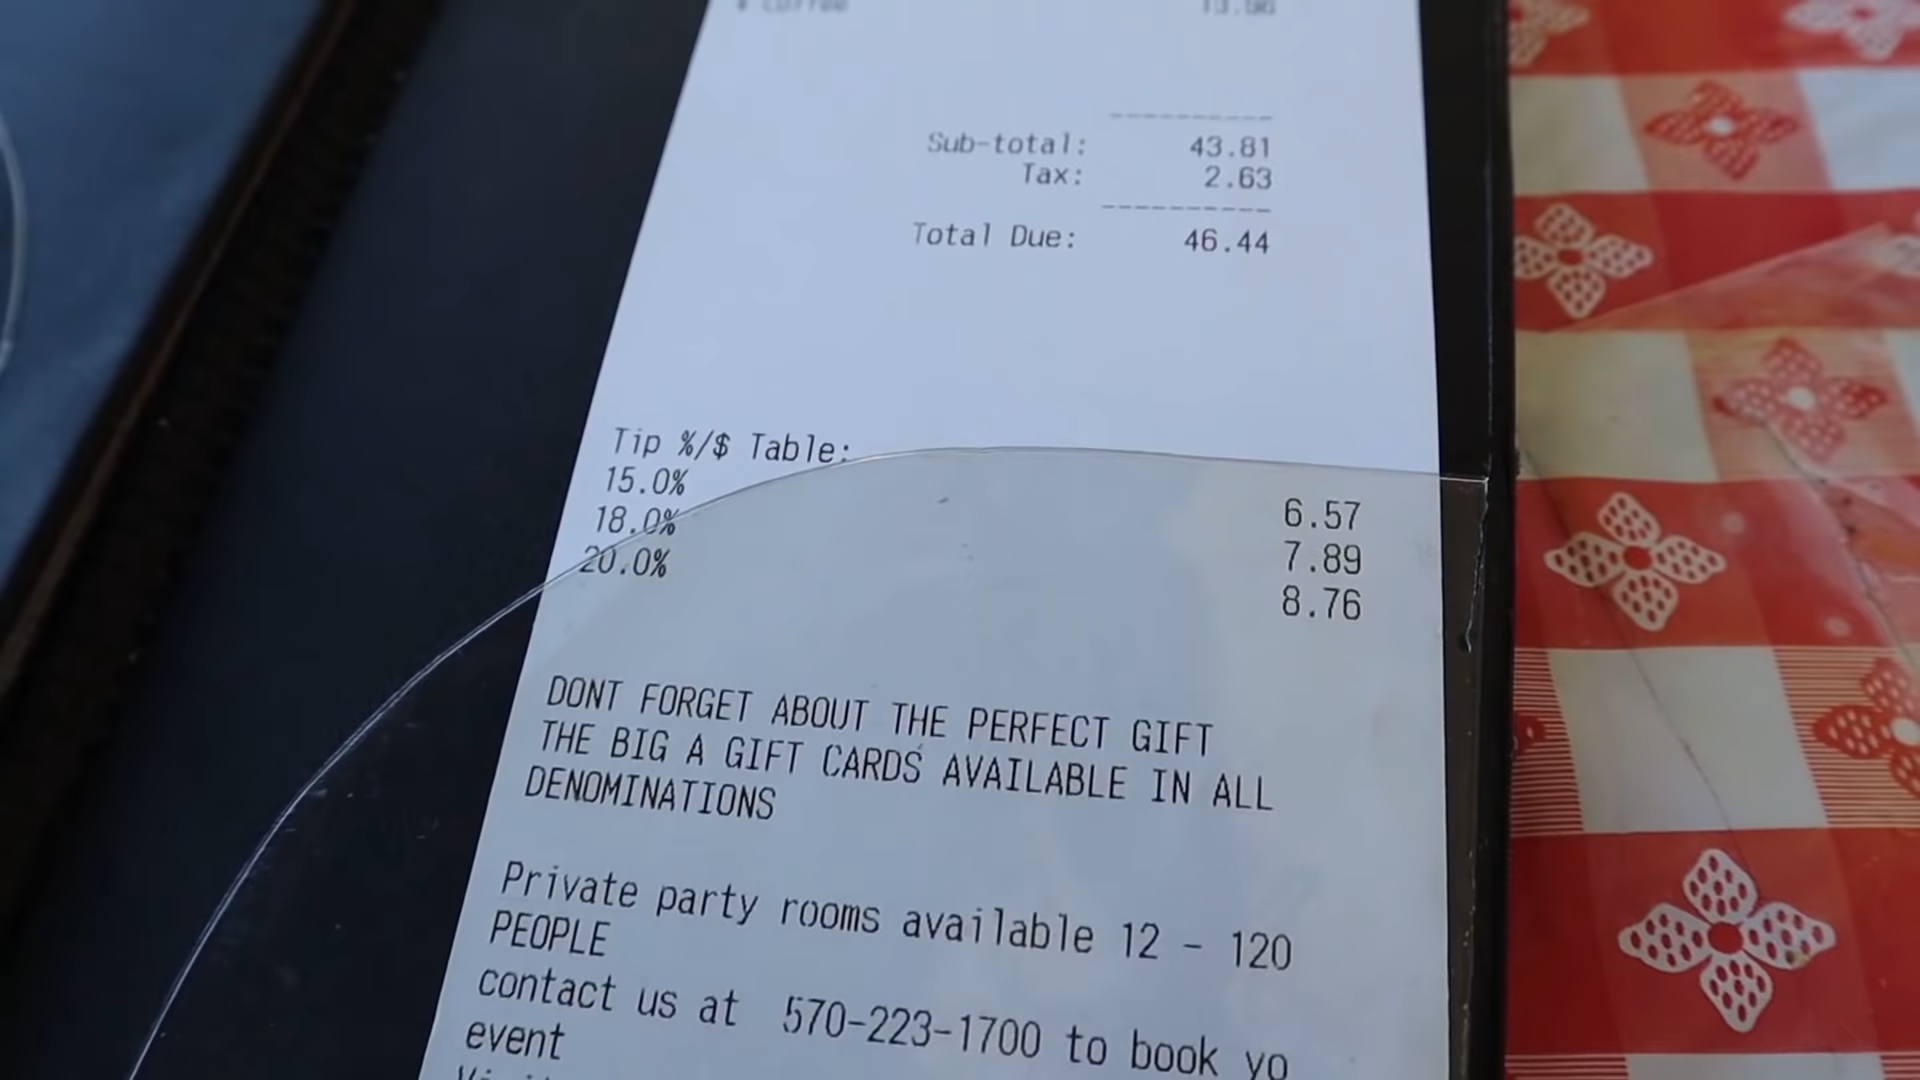 Sub-total: 43.81
Tax: 2.63
Total Due: 46.44
Tip %/$ Table:
15.0% 6.57
18.0% 7.89
20.0% 8.76
DONT FORGET ABOUT THE PERFECT GIFT
THE BIG A GIFT CARDS AVAILABLE IN ALL
DENOMINATIONS
Private party rooms available 12 - 120
PEOPLE
contact us at 570-223-1700 to book yo
event